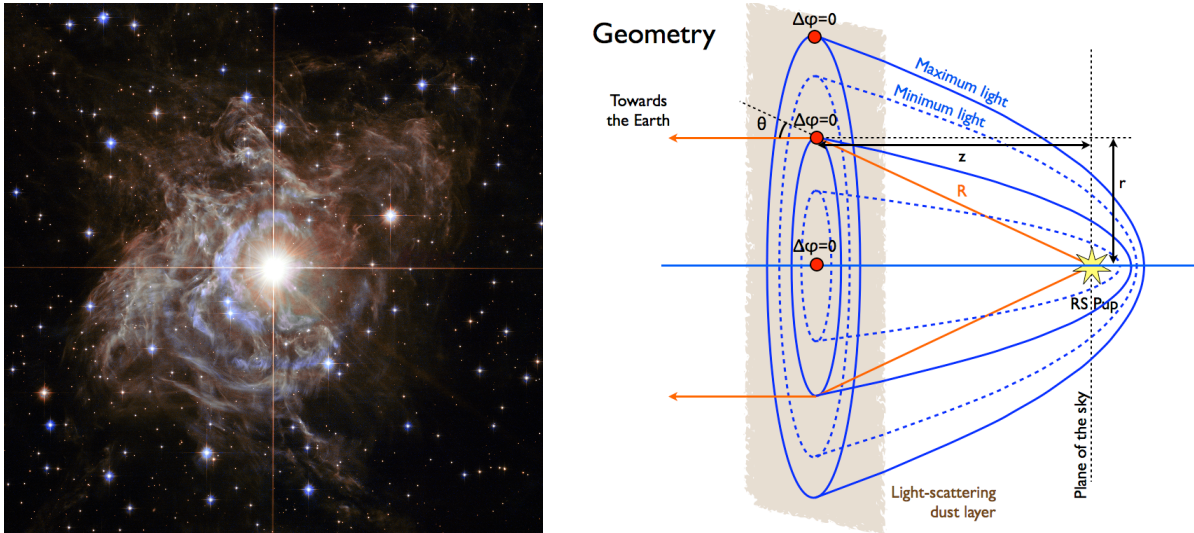 Geometry
Δφ=0
Maximum light
Minimum light
Towards
the Earth
θ
Δφ=0
z
r
R
Δφ=0
RS Pup
Plane of the sky
Light-scattering
dust layer